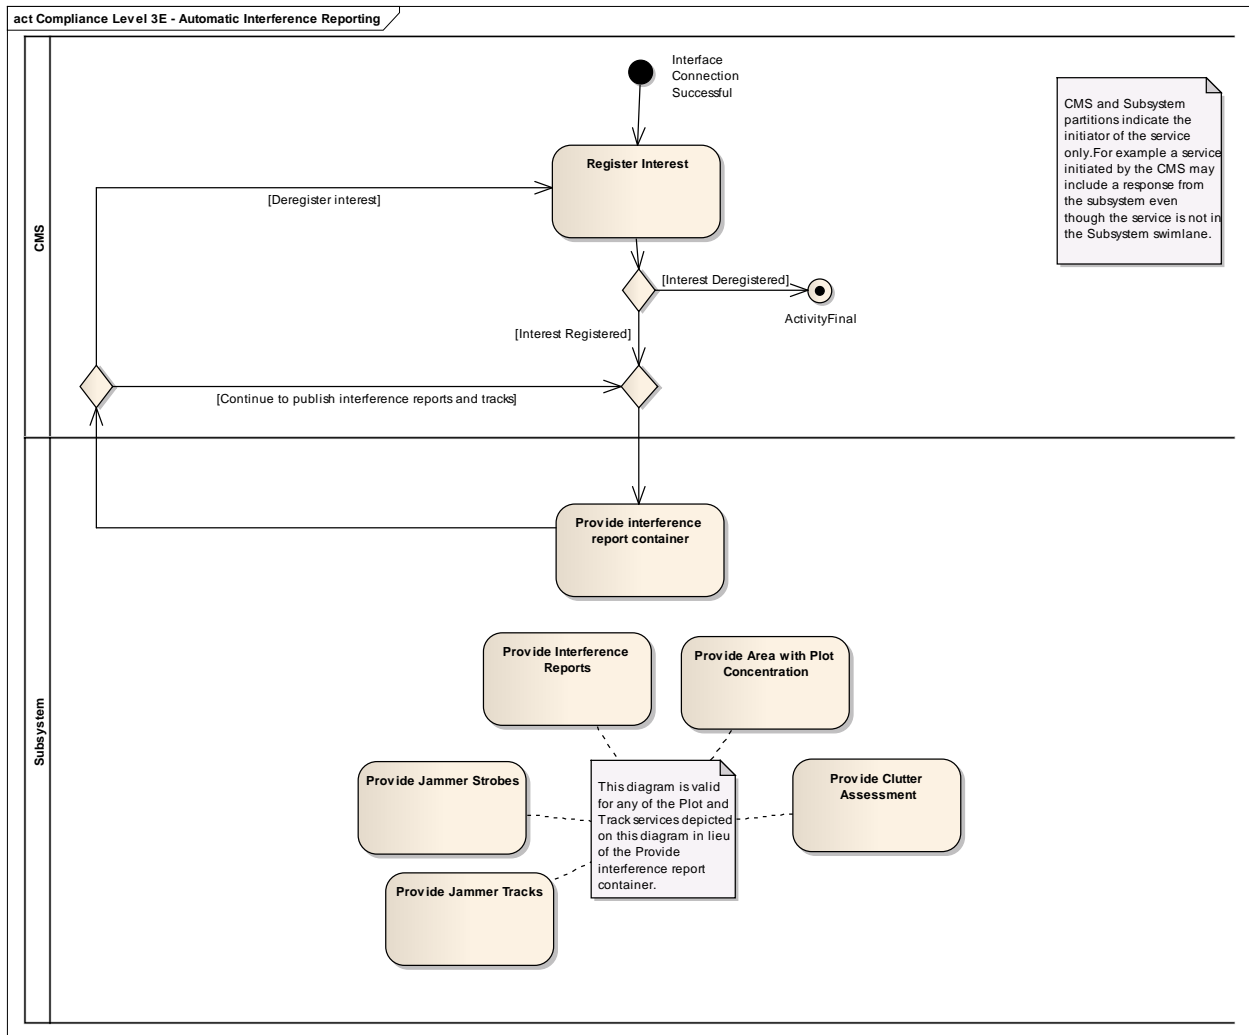 act Compliance Level 3E - Automatic Interference Reporting
Interface
Connection
Successful
CMS and Subsystem
partitions indicate the
initiator of the service
only.For example a service
initiated by the CMS may
include a response from
the subsystem even
though the service is not in
the Subsystem swimlane.
Register Interest
[Deregister interest]
CMS
[Interest Deregistered]
ActivityFinal
[Interest Registered]
[Continue to publish interference reports and tracks]
Provide interference
report container
Provide Interference
Reports
Provide Area with Plot
Concentration
Subsystem
Provide Jammer Strobes
This diagram is valid
for any of the Plot and
Track services depicted
on this diagram in lieu
of the Provide
interference report
container.
Provide Clutter
Assessment
Provide Jammer Tracks